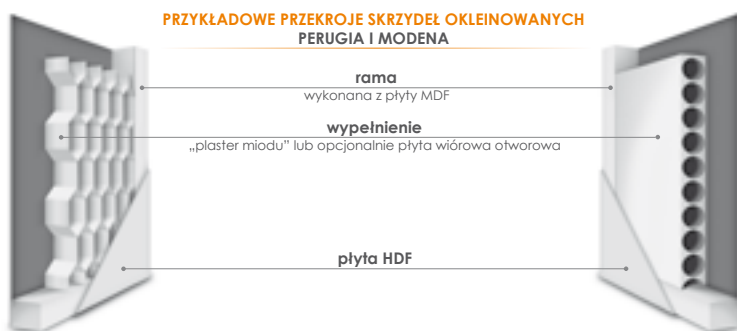 PRZYKŁADOWE PRZEKROJE SKRZYDEŁ OKLEINOWANYCH
PERUGIA I MODENA
rama
wykonana z płyty MDF
wypełnienie
„plaster miodu” lub opcjonalnie płyta wiórowa otworowa
płyta HDF